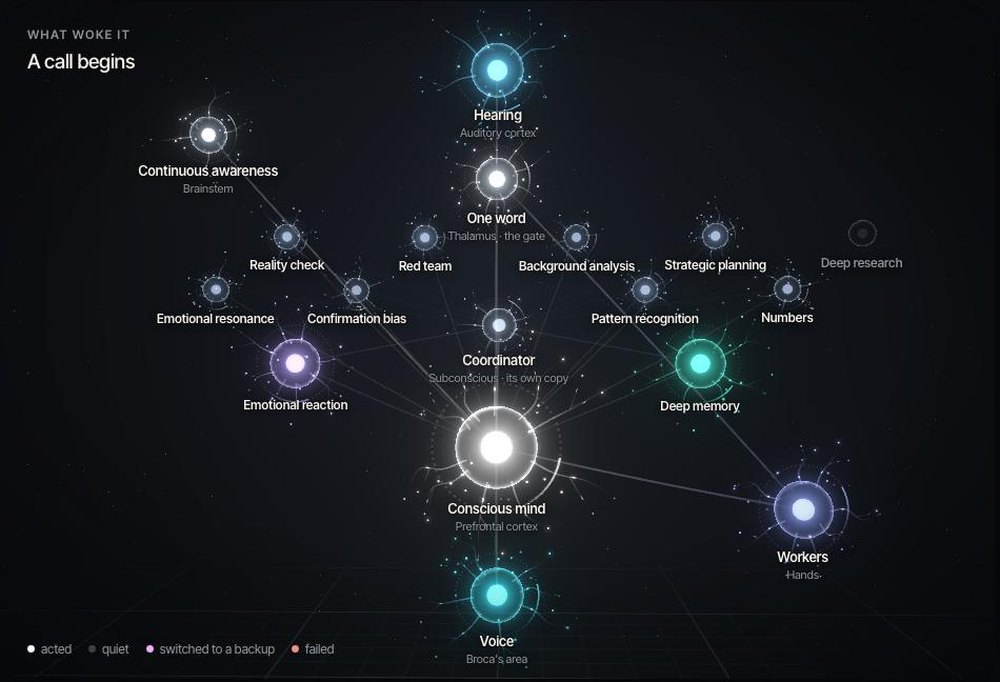 WHAT WOKE IT
A call begins
Hearing
Auditory cortex
Continuous awareness
Brainstem
One word
Thalamus · the gate
Reality check
Red team
Background analysis
Strategic planning
Deep research
Emotional resonance
Confirmation bias
Pattern recognition
Numbers
Coordinator
Subconscious · its own copy
Emotional reaction
Deep memory
Conscious mind
Prefrontal cortex
Workers
Hands
Voice
Broca's area
acted
quiet
switched to a backup
failed